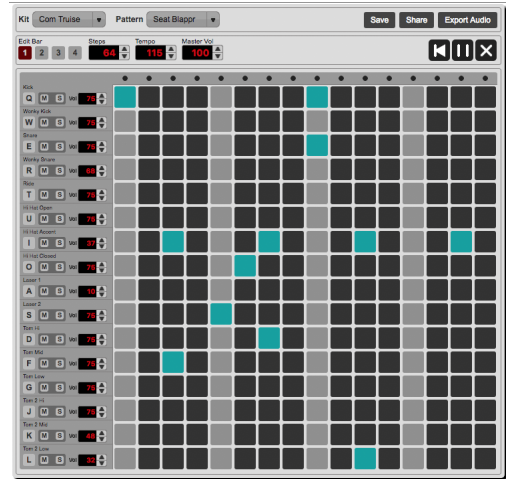 Kit Com Truise Pattern Seat Blappr Save Share Export Audio
Edit Bar Steps Tempo Master Vol
1 2 3 4 64 115 100
Kick
Q M S Vol 75
Wonky Kick
W M S Vol 75
Snare
E M S Vol 75
Wonky Snare
R M S Vol 68
Ride
T M S Vol 75
Hi Hat Open
U M S Vol 75
Hi Hat Accent
I M S Vol 37
Hi Hat Closed
O M S Vol 75
Laser 1
A M S Vol 10
Laser 2
S M S Vol 75
Tom Hi
D M S Vol 75
Tom Mid
F M S Vol 75
Tom Low
G M S Vol 75
Tom 2 Hi
J M S Vol 75
Tom 2 Mid
K M S Vol 46
Tom 2 Low
L M S Vol 32